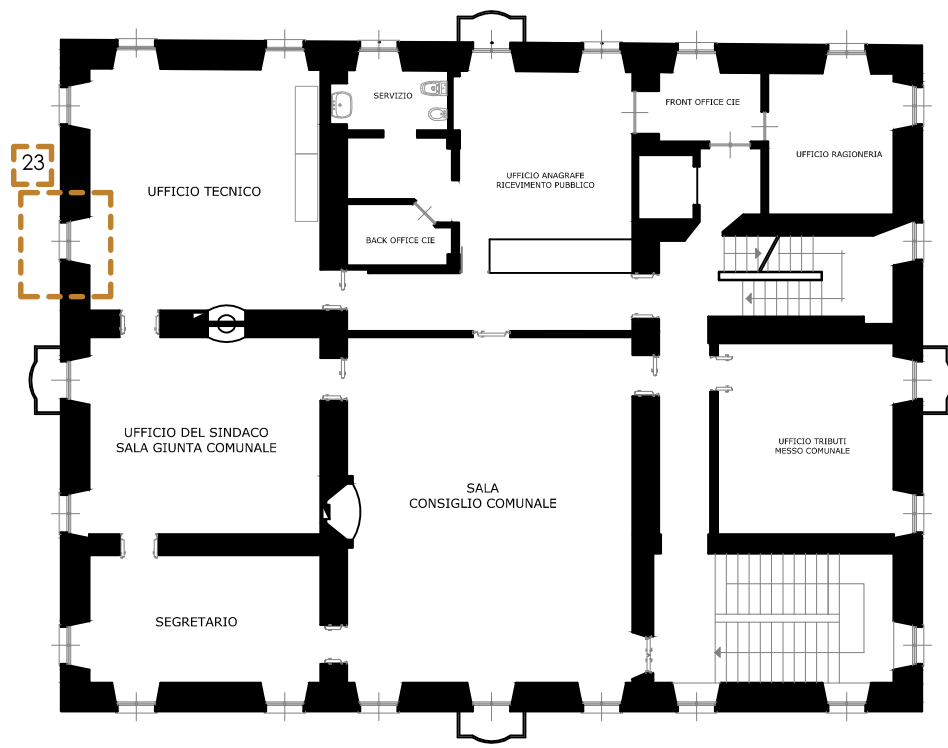 SERVIZIO
FRONT OFFICE CIE
23
UFFICIO TECNICO
UFFICIO ANAGRAFE
RICEVIMENTO PUBBLICO
UFFICIO RAGIONERIA
BACK OFFICE CIE
UFFICIO DEL SINDACO
SALA GIUNTA COMUNALE
UFFICIO TRIBUTI
MESSO COMUNALE
SALA
CONSIGLIO COMUNALE
SEGRETARIO